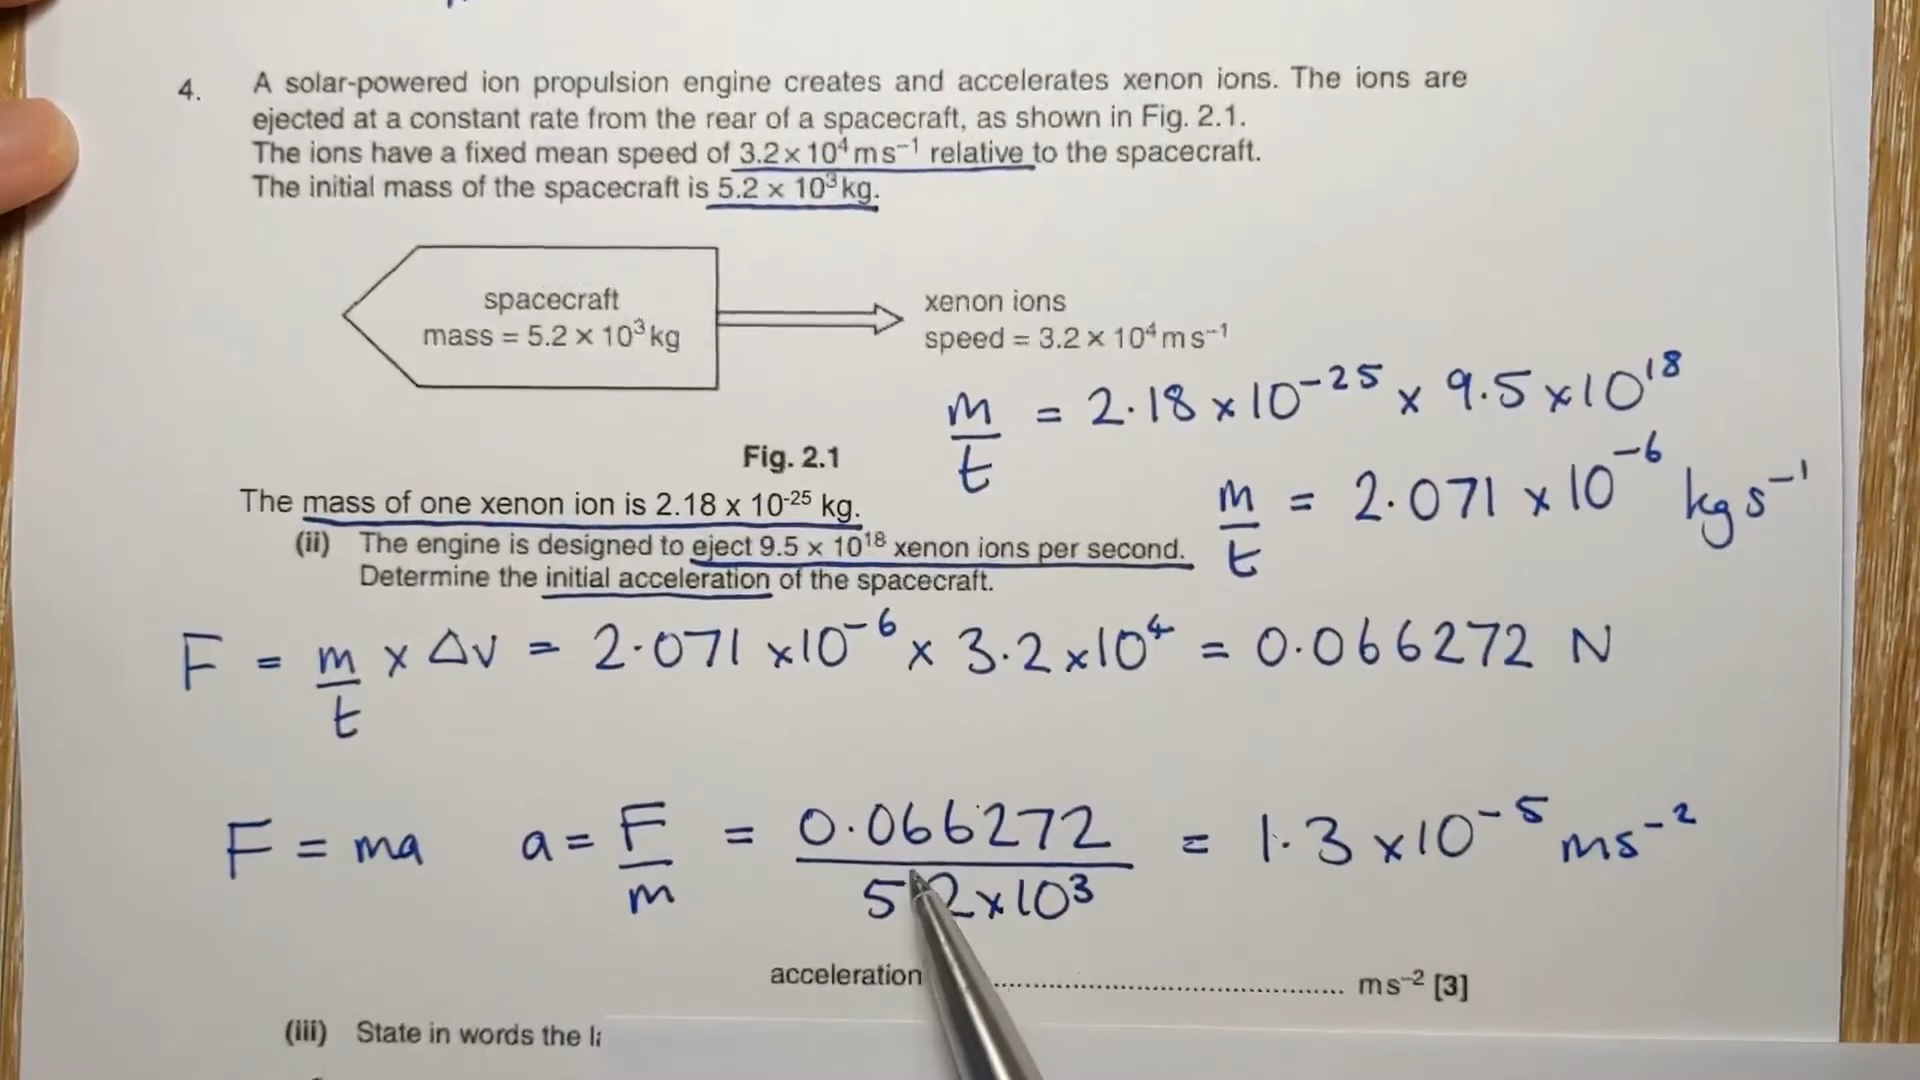 4. A solar-powered ion propulsion engine creates and accelerates xenon ions. The ions are
ejected at a constant rate from the rear of a spacecraft, as shown in Fig. 2.1.
The ions have a fixed mean speed of 3.2 × 10⁴ m s⁻¹ relative to the spacecraft.
The initial mass of the spacecraft is 5.2 × 10³ kg.
spacecraft
mass = 5.2 × 10³ kg
xenon ions
speed = 3.2 × 10⁴ m s⁻¹
m/t = 2.18 × 10⁻²⁵ × 9.5 × 10¹⁸
Fig. 2.1
m/t = 2.071 × 10⁻⁶ kg s⁻¹
The mass of one xenon ion is 2.18 x 10⁻²⁵ kg.
(ii) The engine is designed to eject 9.5 × 10¹⁸ xenon ions per second.
Determine the initial acceleration of the spacecraft.
F = m/t × Δv = 2.071 × 10⁻⁶ × 3.2 × 10⁴ = 0.066272 N
F = ma a = F/m = 0.066272 / 5.2 × 10³ = 1.3 × 10⁻⁵ ms⁻²
acceleration ........................................ m s⁻² [3]
(iii) State in words the